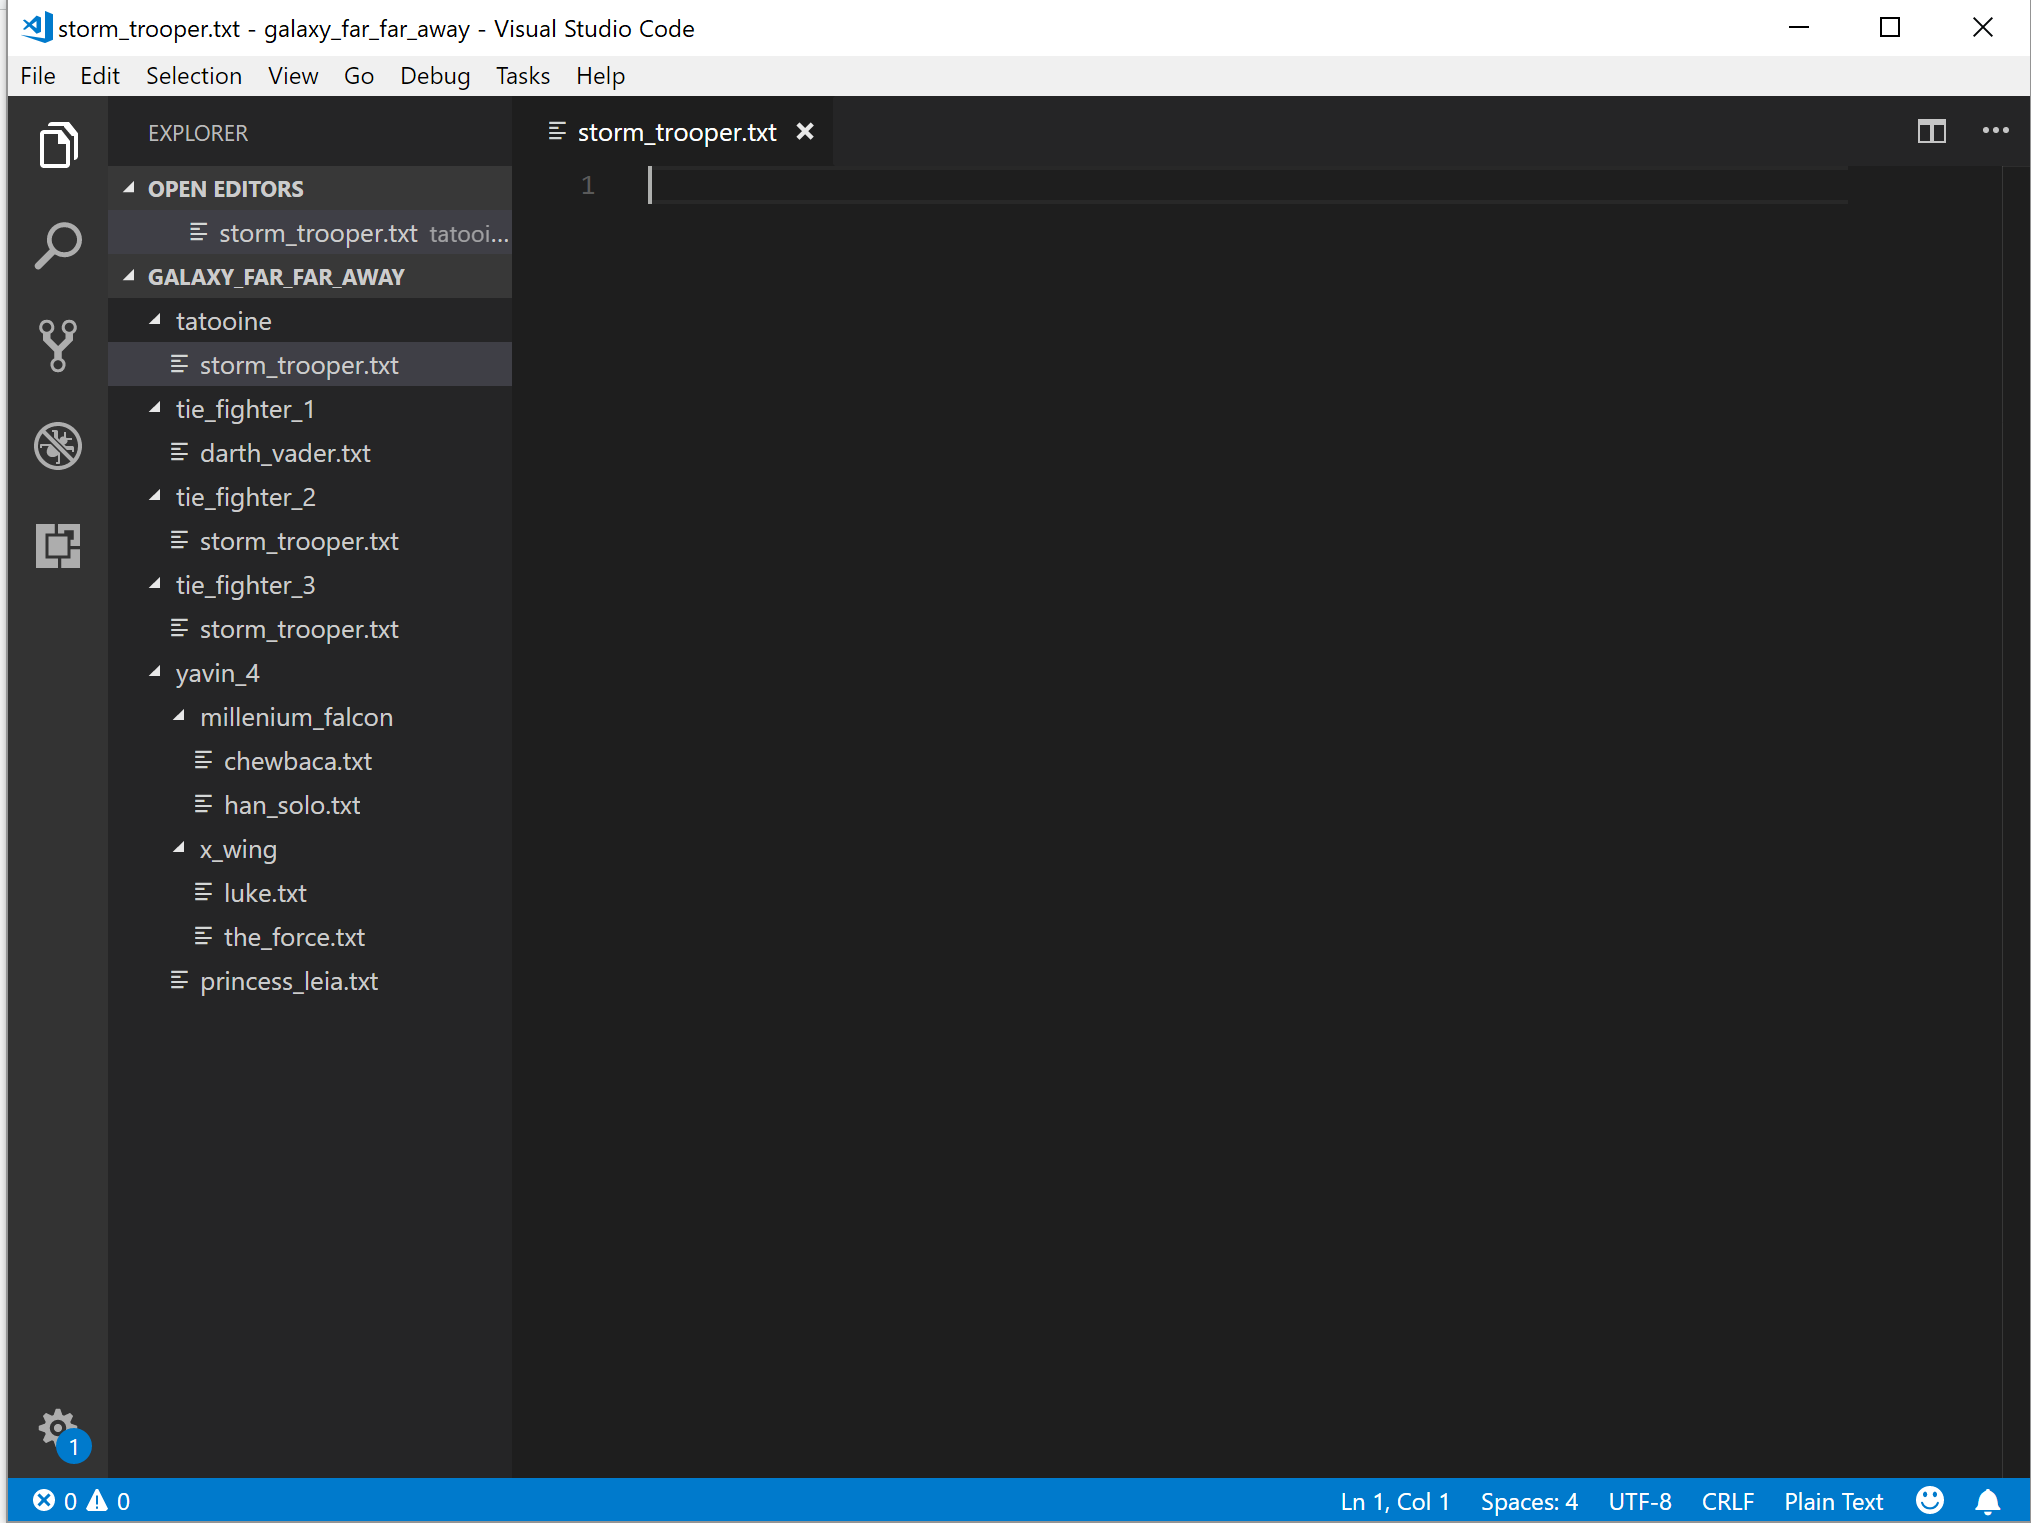 storm_trooper.txt - galaxy_far_far_away - Visual Studio Code
File Edit Selection View Go Debug Tasks Help
EXPLORER
OPEN EDITORS
storm_trooper.txt tatooi...
GALAXY_FAR_FAR_AWAY
tatooine
storm_trooper.txt
tie_fighter_1
darth_vader.txt
tie_fighter_2
storm_trooper.txt
tie_fighter_3
storm_trooper.txt
yavin_4
millenium_falcon
chewbaca.txt
han_solo.txt
x_wing
luke.txt
the_force.txt
princess_leia.txt
storm_trooper.txt
1
1
0 0
Ln 1, Col 1 Spaces: 4 UTF-8 CRLF Plain Text